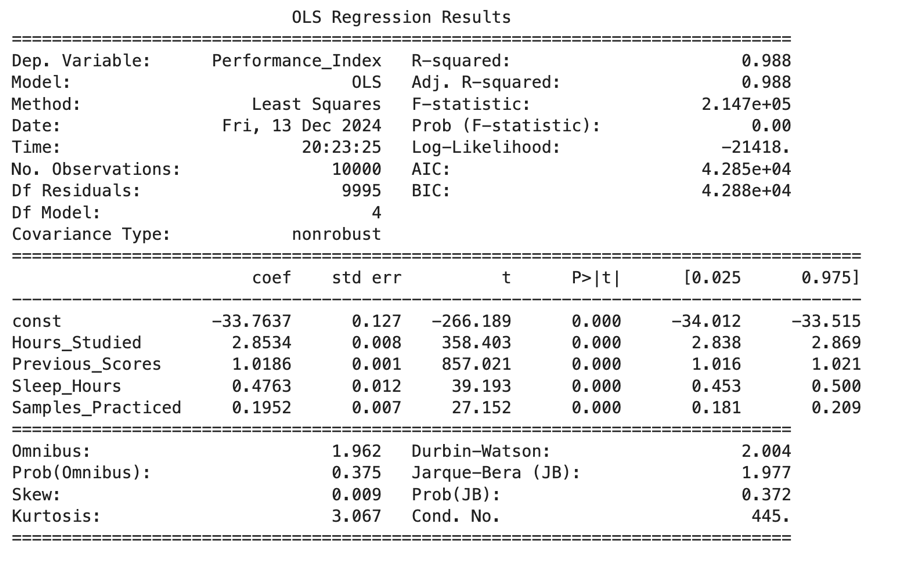 OLS Regression Results
==============================================================================
Dep. Variable:      Performance_Index   R-squared:                       0.988
Model:                            OLS   Adj. R-squared:                  0.988
Method:                 Least Squares   F-statistic:                 2.147e+05
Date:                Fri, 13 Dec 2024   Prob (F-statistic):               0.00
Time:                        20:23:25   Log-Likelihood:                -21418.
No. Observations:               10000   AIC:                         4.285e+04
Df Residuals:                    9995   BIC:                         4.288e+04
Df Model:                           4
Covariance Type:            nonrobust
=====================================================================================
                        coef    std err          t      P>|t|      [0.025      0.975]
-------------------------------------------------------------------------------------
const               -33.7637      0.127   -266.189      0.000     -34.012     -33.515
Hours_Studied         2.8534      0.008    358.403      0.000       2.838       2.869
Previous_Scores       1.0186      0.001    857.021      0.000       1.016       1.021
Sleep_Hours           0.4763      0.012     39.193      0.000       0.453       0.500
Samples_Practiced     0.1952      0.007     27.152      0.000       0.181       0.209
==============================================================================
Omnibus:                        1.962   Durbin-Watson:                   2.004
Prob(Omnibus):                  0.375   Jarque-Bera (JB):                1.977
Skew:                           0.009   Prob(JB):                        0.372
Kurtosis:                       3.067   Cond. No.                         445.
==============================================================================